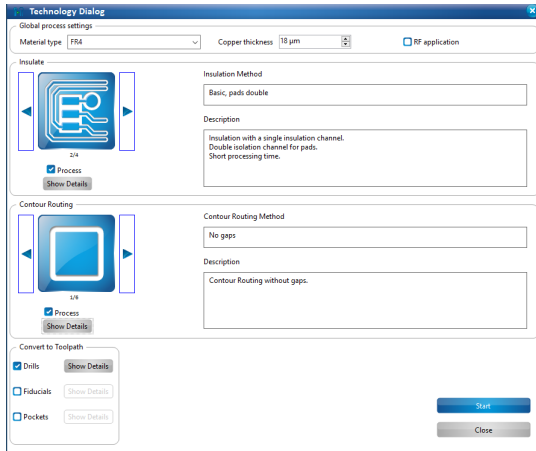 Technology Dialog
Global process settings
Material type FR4 Copper thickness 18 µm RF application
Insulate
Insulation Method
Basic, pads double
Description
Insulation with a single insulation channel.
Double isolation channel for pads.
Short processing time.
2/4
Process
Show Details
Contour Routing
Contour Routing Method
No gaps
Description
Contour Routing without gaps.
1/6
Process
Show Details
Convert to Toolpath
Drills Show Details
Fiducials Show Details
Pockets Show Details
Start
Close